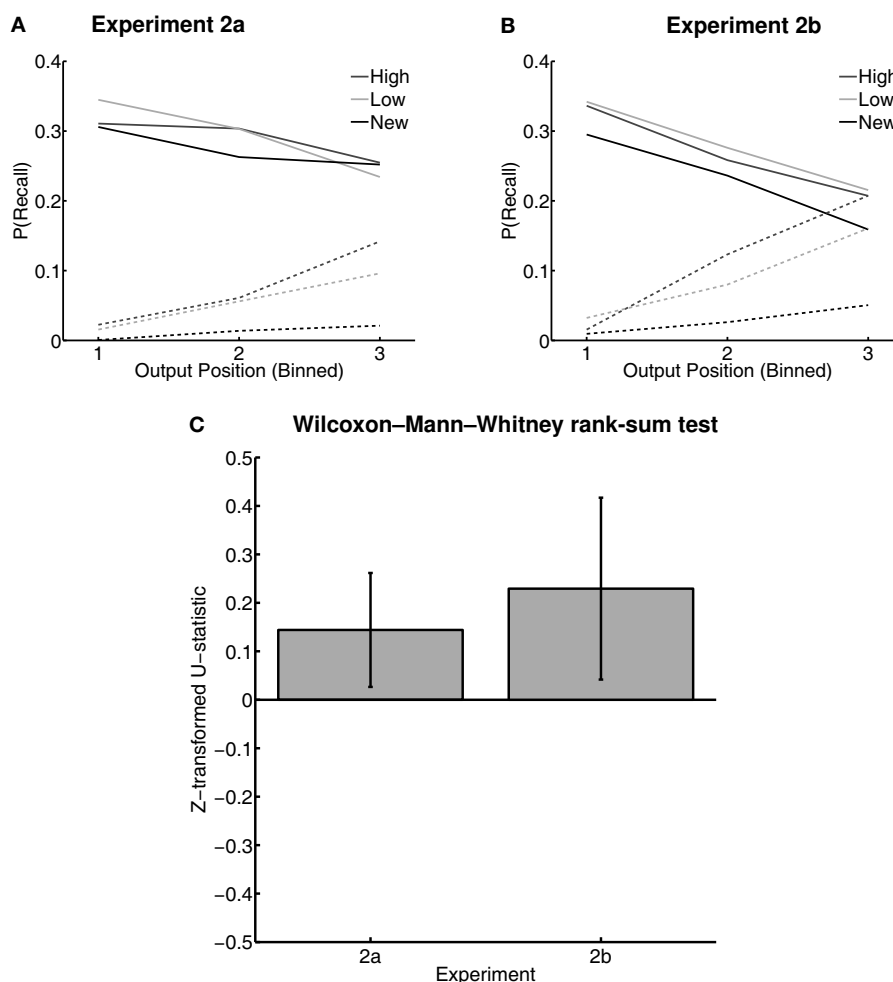 A Experiment 2a
0.4
0.3
0.2
0.1
0
P(Recall)
High
Low
New
1 2 3
Output Position (Binned)
B Experiment 2b
0.4
0.3
0.2
0.1
0
P(Recall)
High
Low
New
1 2 3
Output Position (Binned)
C Wilcoxon–Mann–Whitney rank-sum test
0.5
0.4
0.3
0.2
0.1
0
−0.1
−0.2
−0.3
−0.4
−0.5
Z−transformed U−statistic
2a 2b
Experiment